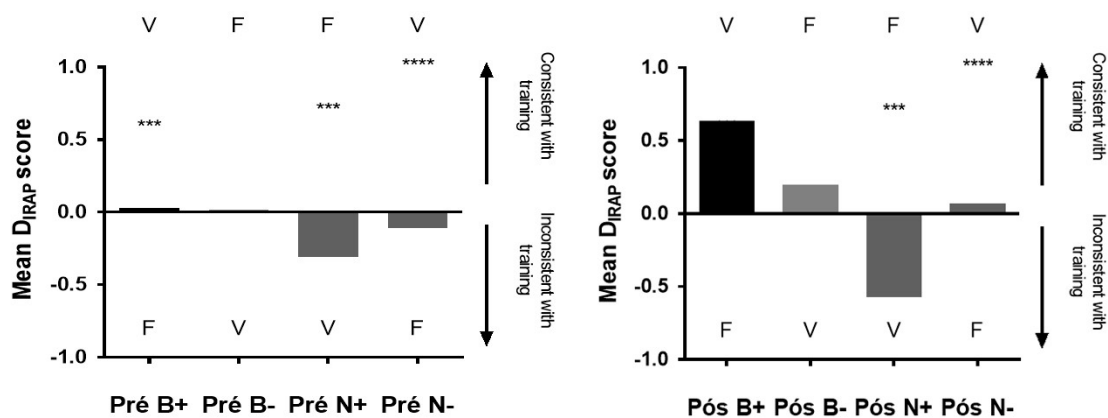 V F F V
****
*** ***
1.0
0.5
0.0
-0.5
-1.0
Mean DIRAP score
F V V F
Pré B+ Pré B- Pré N+ Pré N-
Consistent with
training
Inconsistent with
training
V F F V
****
***
1.0
0.5
0.0
-0.5
-1.0
Mean DIRAP score
F V V F
Pós B+ Pós B- Pós N+ Pós N-
Consistent with
training
Inconsistent with
training